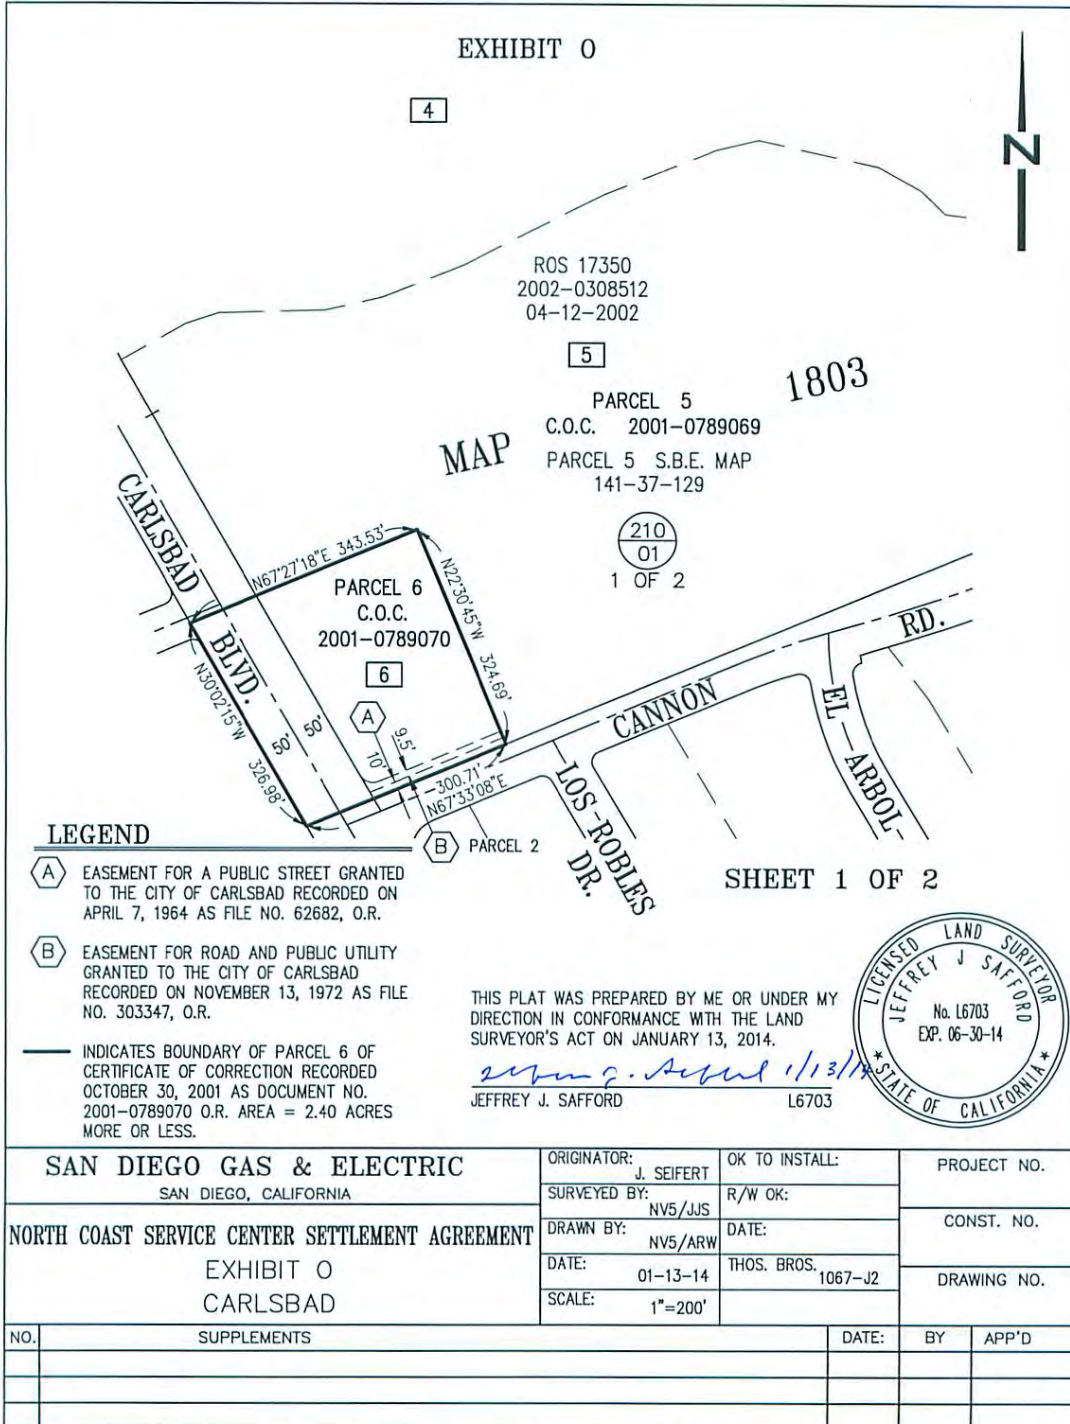 EXHIBIT O
4
N
ROS 17350
2002-0308512
04-12-2002
5
1803
PARCEL 5
C.O.C. 2001-0789069
MAP
PARCEL 5 S.B.E. MAP
141-37-129
210
01
1 OF 2
CARLSBAD BLVD.
N67°27'18"E 343.53'
N22°30'45"W 324.69'
PARCEL 6
C.O.C.
2001-0789070
6
N30°02'15"W 326.98'
50'
50'
A
9.5'
10'
300.71'
N67°33'08"E
B
PARCEL 2
CANNON RD.
EL ARBOL
LOS ROBLES DR.
SHEET 1 OF 2
LEGEND
A
EASEMENT FOR A PUBLIC STREET GRANTED
TO THE CITY OF CARLSBAD RECORDED ON
APRIL 7, 1964 AS FILE NO. 62682, O.R.
B
EASEMENT FOR ROAD AND PUBLIC UTILITY
GRANTED TO THE CITY OF CARLSBAD
RECORDED ON NOVEMBER 13, 1972 AS FILE
NO. 303347, O.R.
INDICATES BOUNDARY OF PARCEL 6 OF
CERTIFICATE OF CORRECTION RECORDED
OCTOBER 30, 2001 AS DOCUMENT NO.
2001-0789070 O.R. AREA = 2.40 ACRES
MORE OR LESS.
THIS PLAT WAS PREPARED BY ME OR UNDER MY
DIRECTION IN CONFORMANCE WITH THE LAND
SURVEYOR'S ACT ON JANUARY 13, 2014.
1/13/14
JEFFREY J. SAFFORD L6703
LICENSED LAND SURVEYOR
JEFFREY J SAFFORD
No. L6703
EXP. 06-30-14
STATE OF CALIFORNIA
SAN DIEGO GAS & ELECTRIC
SAN DIEGO, CALIFORNIA
NORTH COAST SERVICE CENTER SETTLEMENT AGREEMENT
EXHIBIT O
CARLSBAD
ORIGINATOR: J. SEIFERT
SURVEYED BY: NV5/JJS
DRAWN BY: NV5/ARW
DATE: 01-13-14
SCALE: 1"=200'
OK TO INSTALL:
R/W OK:
DATE:
THOS. BROS. 1067-J2
PROJECT NO.
CONST. NO.
DRAWING NO.
NO. SUPPLEMENTS DATE: BY APP'D